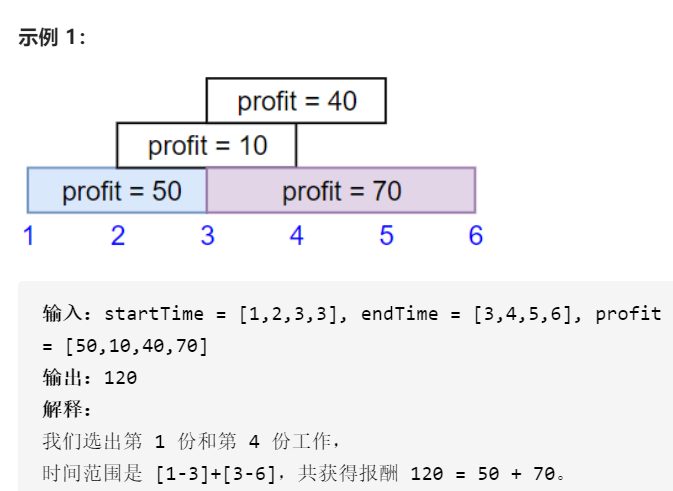 示例 1：
profit = 40
profit = 10
profit = 50 profit = 70
1 2 3 4 5 6
输入：startTime = [1,2,3,3], endTime = [3,4,5,6], profit
= [50,10,40,70]
输出：120
解释：
我们选出第 1 份和第 4 份工作，
时间范围是 [1-3]+[3-6]，共获得报酬 120 = 50 + 70。